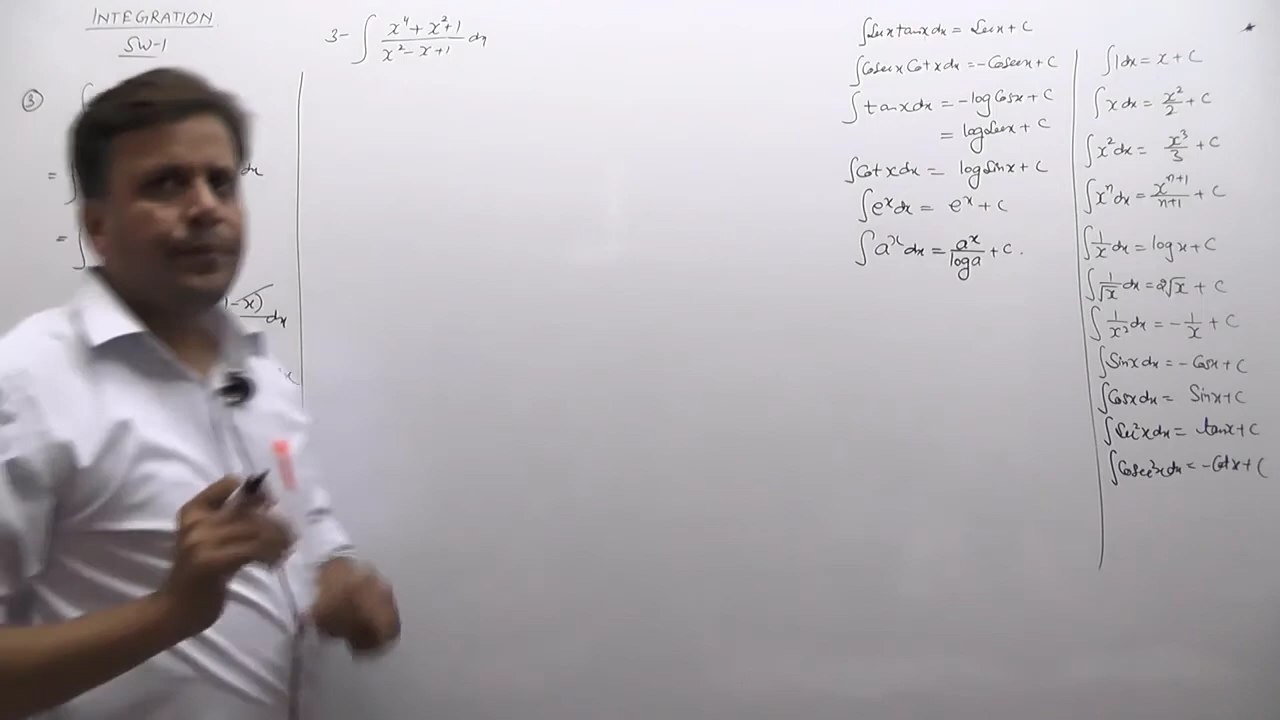 INTEGRATION
SW-1
③ ∫
= ∫ dx
= ∫
1-x) dx
3- ∫ (x⁴ + x² + 1)/(x² - x + 1) dx
∫Secx tanx dx = Secx + C
∫Cosecx Cotx dx = -Cosecx + C
∫tanx dx = -log Cosx + C
= log Secx + C
∫Cotx dx = log Sinx + C
∫eˣ dx = eˣ + C
∫aˣ dx = aˣ/loga + C.
∫1dx = x + C
∫x dx = x²/2 + C
∫x² dx = x³/3 + C
∫xⁿ dx = xⁿ⁺¹/n+1 + C
∫1/x dx = log x + C
∫1/√x dx = 2√x + C
∫1/x² dx = -1/x + C
∫Sinx dx = -Cosx + C
∫Cosx dx = Sinx + C
∫Sec²x dx = tanx + C
∫Cosec²x dx = -Cotx + C